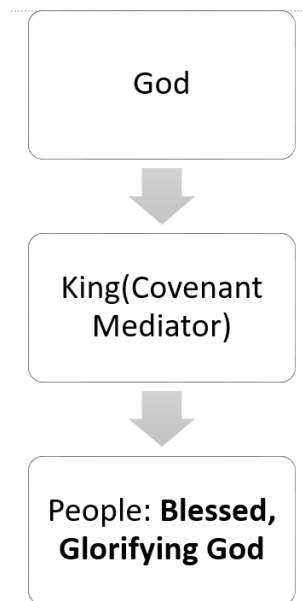 God
King(Covenant
Mediator)
People: Blessed,
Glorifying God